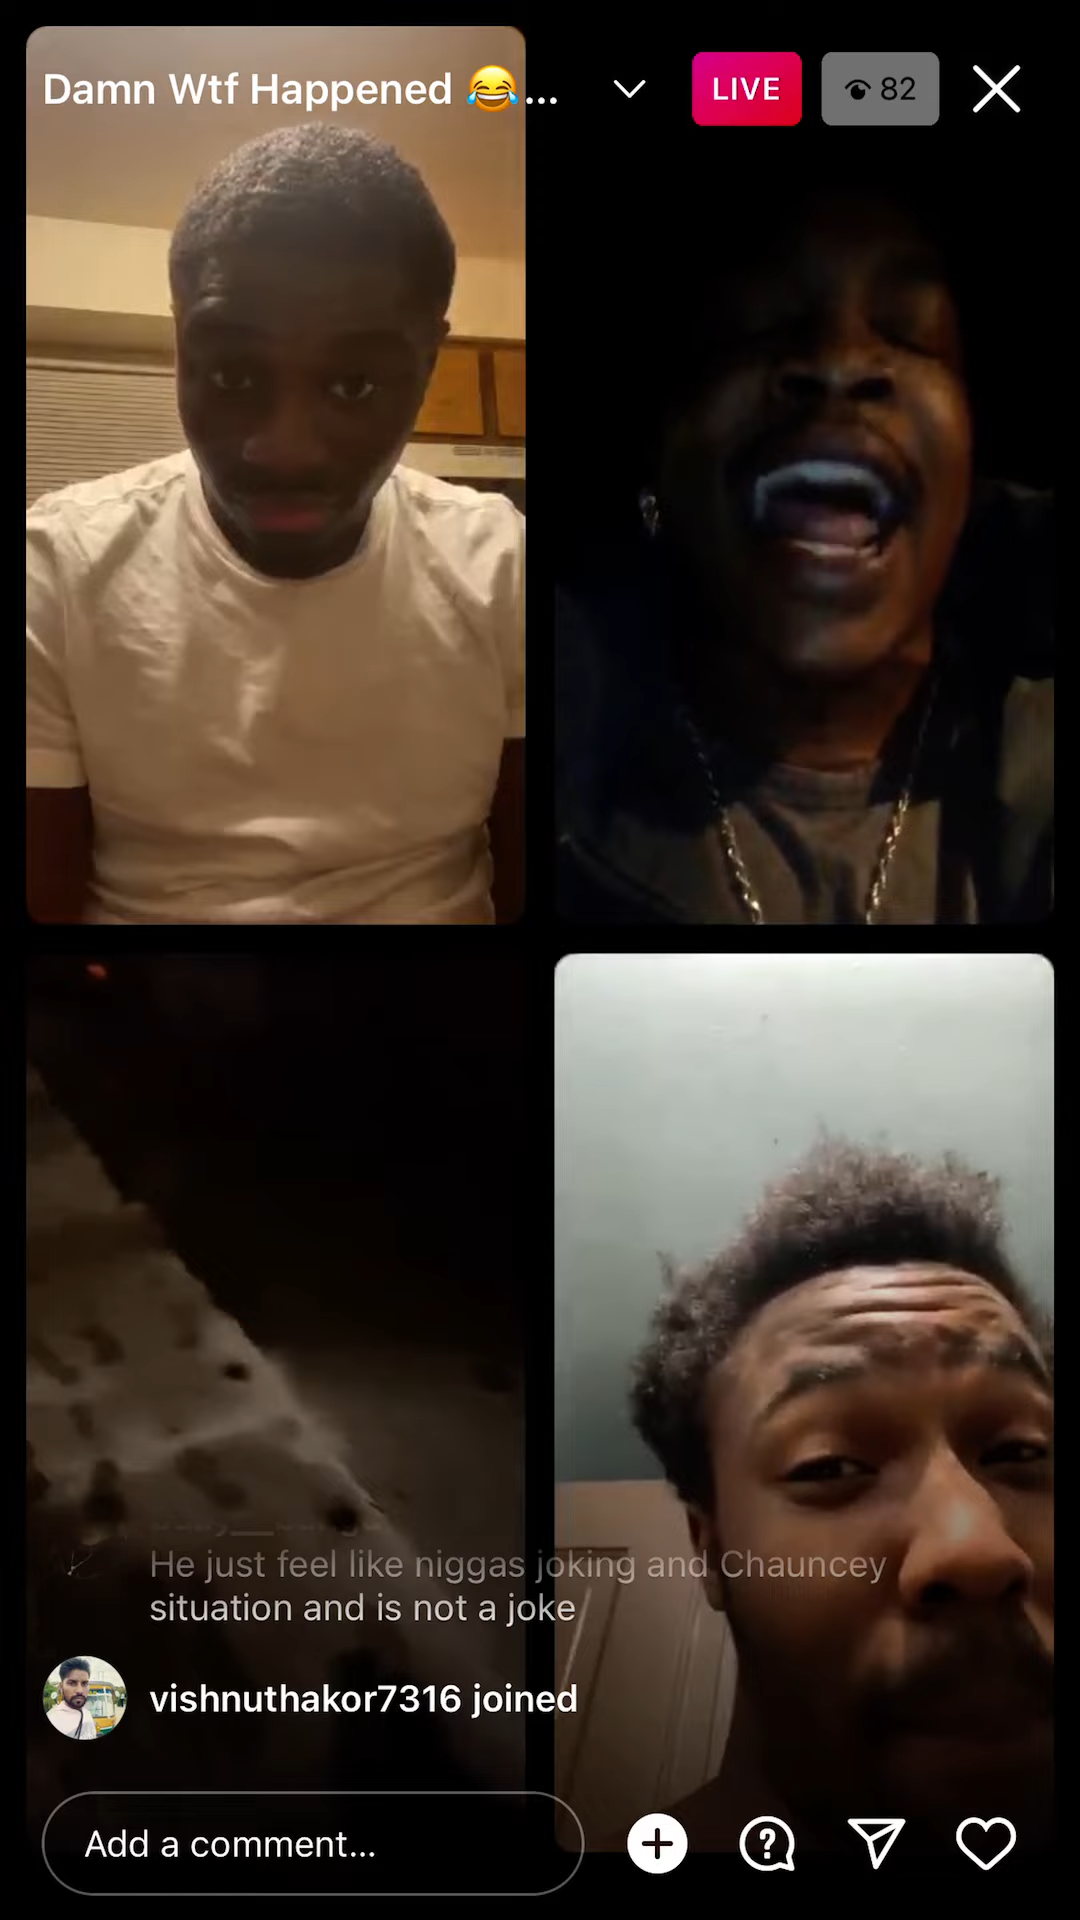 Damn Wtf Happened 😂...
LIVE
82
He just feel like niggas joking and Chauncey
situation and is not a joke
vishnuthakor7316 joined
Add a comment...